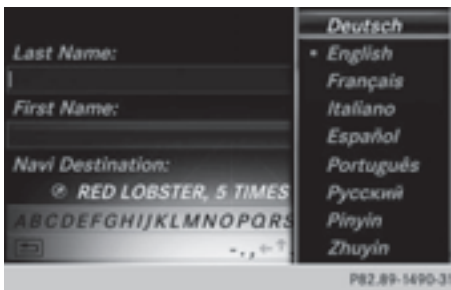 Last Name:
First Name:
Navi Destination:
RED LOBSTER, 5 TIMES
ABCDEFGHIJKLMNOPQRS
-.,←↑
Deutsch
• English
Français
Italiano
Español
Português
Русский
Pinyin
Zhuyin
P82.89-1490-31